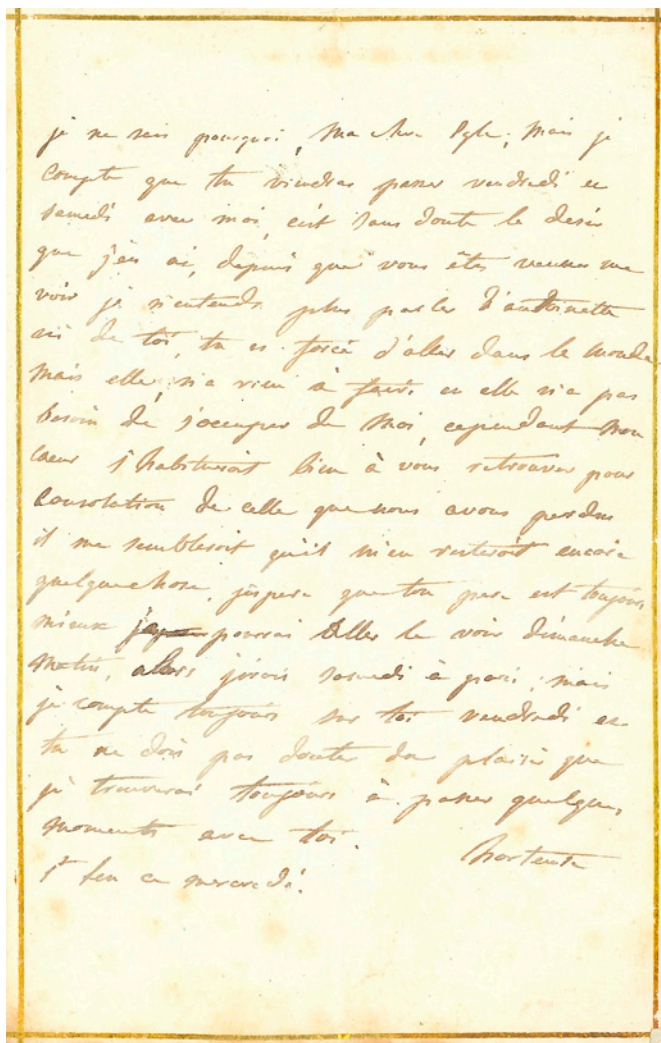 je ne sais pourquoi, ma chere Eglé, mais je
compte que tu viendras passer vendredi et
samedi avec moi, c'est sans doute le desir
que j'en ai, depuis que vous êtes venues me
voir je n'entends plus parler d'antoinette
ni de toi, tu es forcé d'aller dans le monde
mais elle n'a rien à faire et elle n'a pas
besoin de s'occuper de moi, cependant mon
cœur s'habitueroit bien à vous retrouver pour
consolation de celle que nous avons perdue
il me sembleroit qu'il m'en resteroit encore
quelque chose, j'espere que ton pere est toujours
mieux pourrai aller le voir dimanche
matin, alors j'irois samedi à paris, mais
je compte toujours sur toi vendredi et
tu ne dois pas douter du plaisir que
je trouverai toujours à passer quelques
moments avec toi.
hortense
st leu ce mercredi.